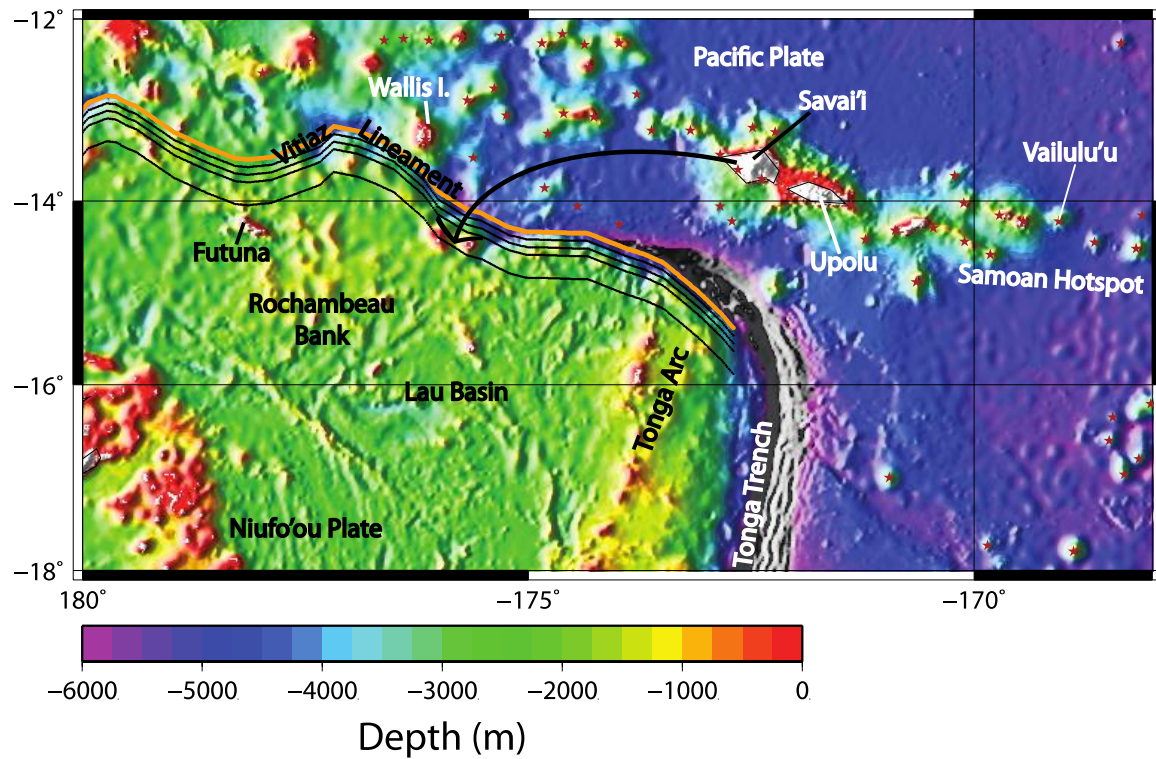 −12˚
Pacific Plate
Wallis I.
Savai'i
Vitiaz Lineament
Vailulu'u
−14˚
Futuna
Upolu
Samoan Hotspot
Rochambeau
Bank
Lau Basin
Tonga Arc
−16˚
Tonga Trench
Niufo'ou Plate
−18˚
180˚
−175˚
−170˚
−6000
−5000
−4000
−3000
−2000
−1000
0
Depth (m)